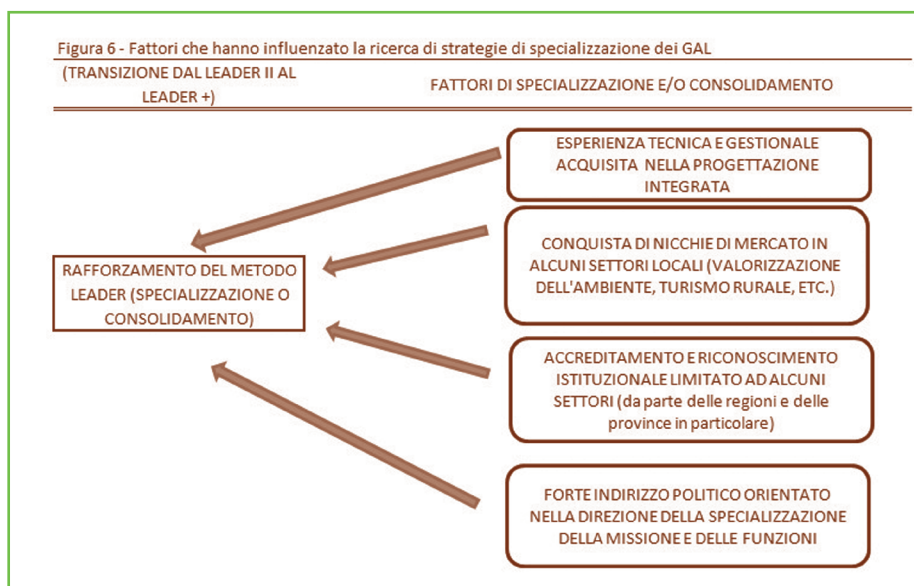 Figura 6 - Fattori che hanno influenzato la ricerca di strategie di specializzazione dei GAL
(TRANSIZIONE DAL LEADER II AL
LEADER +)
FATTORI DI SPECIALIZZAZIONE E/O CONSOLIDAMENTO
ESPERIENZA TECNICA E GESTIONALE
ACQUISITA NELLA PROGETTAZIONE
INTEGRATA
CONQUISTA DI NICCHIE DI MERCATO IN
ALCUNI SETTORI LOCALI (VALORIZZAZIONE
DELL'AMBIENTE, TURISMO RURALE, ETC.)
RAFFORZAMENTO DEL METODO
LEADER (SPECIALIZZAZIONE O
CONSOLIDAMENTO)
ACCREDITAMENTO E RICONOSCIMENTO
ISTITUZIONALE LIMITATO AD ALCUNI
SETTORI (da parte delle regioni e delle
province in particolare)
FORTE INDIRIZZO POLITICO ORIENTATO
NELLA DIREZIONE DELLA SPECIALIZZAZIONE
DELLA MISSIONE E DELLE FUNZIONI